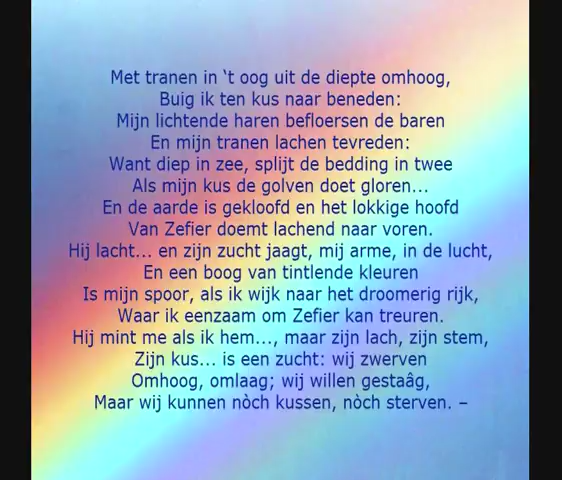 Met tranen in ‘t oog uit de diepte omhoog,
Buig ik ten kus naar beneden:
Mijn lichtende haren befloersen de baren
En mijn tranen lachen tevreden:
Want diep in zee, splijt de bedding in twee
Als mijn kus de golven doet gloren...
En de aarde is gekloofd en het lokkige hoofd
Van Zefier doemt lachend naar voren.
Hij lacht... en zijn zucht jaagt, mij arme, in de lucht,
En een boog van tintlende kleuren
Is mijn spoor, als ik wijk naar het droomerig rijk,
Waar ik eenzaam om Zefier kan treuren.
Hij mint me als ik hem..., maar zijn lach, zijn stem,
Zijn kus... is een zucht: wij zwerven
Omhoog, omlaag; wij willen gestaâg,
Maar wij kunnen nòch kussen, nòch sterven. –